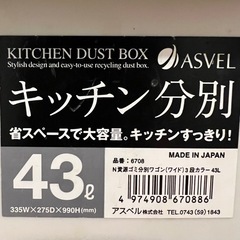 KITCHEN DUST BOX
Stylish design and easy-to-use recycling dust box
ASVEL
キッチン分別
省スペースで大容量。キッチンすっきり!
43ℓ
335W×275D×990H(mm)
MADE IN JAPAN
品番:6708
N資源ゴミ分別ワゴン(ワイド)3段カラー43L
4 974908 670886
アスベル株式会社 TEL.0743(59)1843